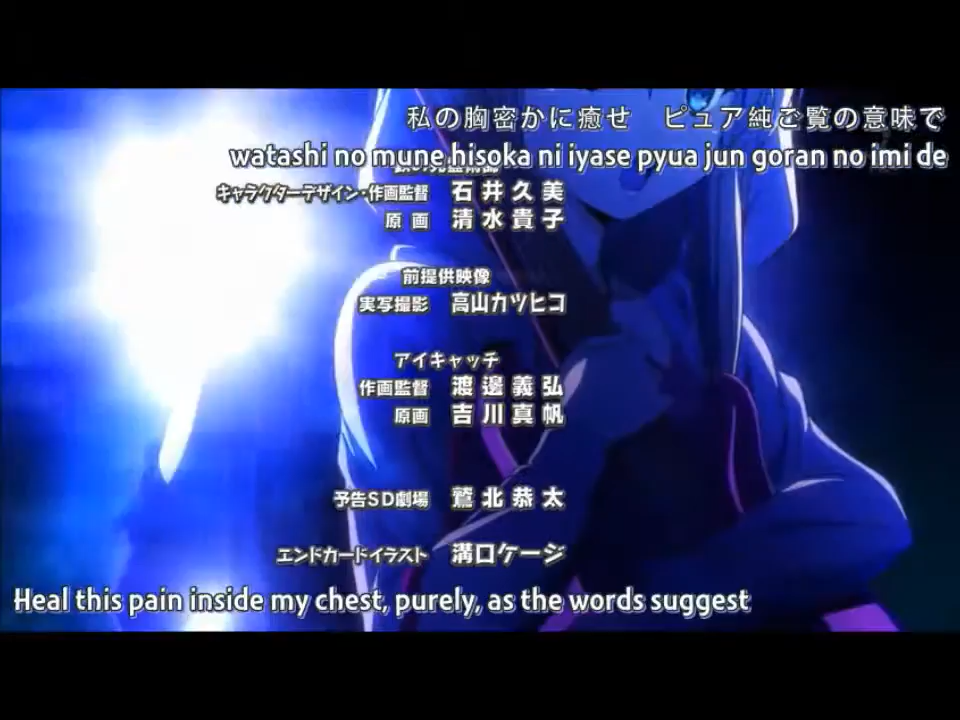 私の胸密かに癒せ　ピュア純ご覧の意味で
watashi no mune hisoka ni iyase pyua jun goran no imi de
キャラクターデザイン・作画監督 石井久美
原画 清水貴子
前提供映像
実写撮影 高山カツヒコ
アイキャッチ
作画監督 渡邊義弘
原画 吉川真帆
予告SD劇場 鷲北恭太
エンドカードイラスト 溝口ケージ
Heal this pain inside my chest, purely, as the words suggest